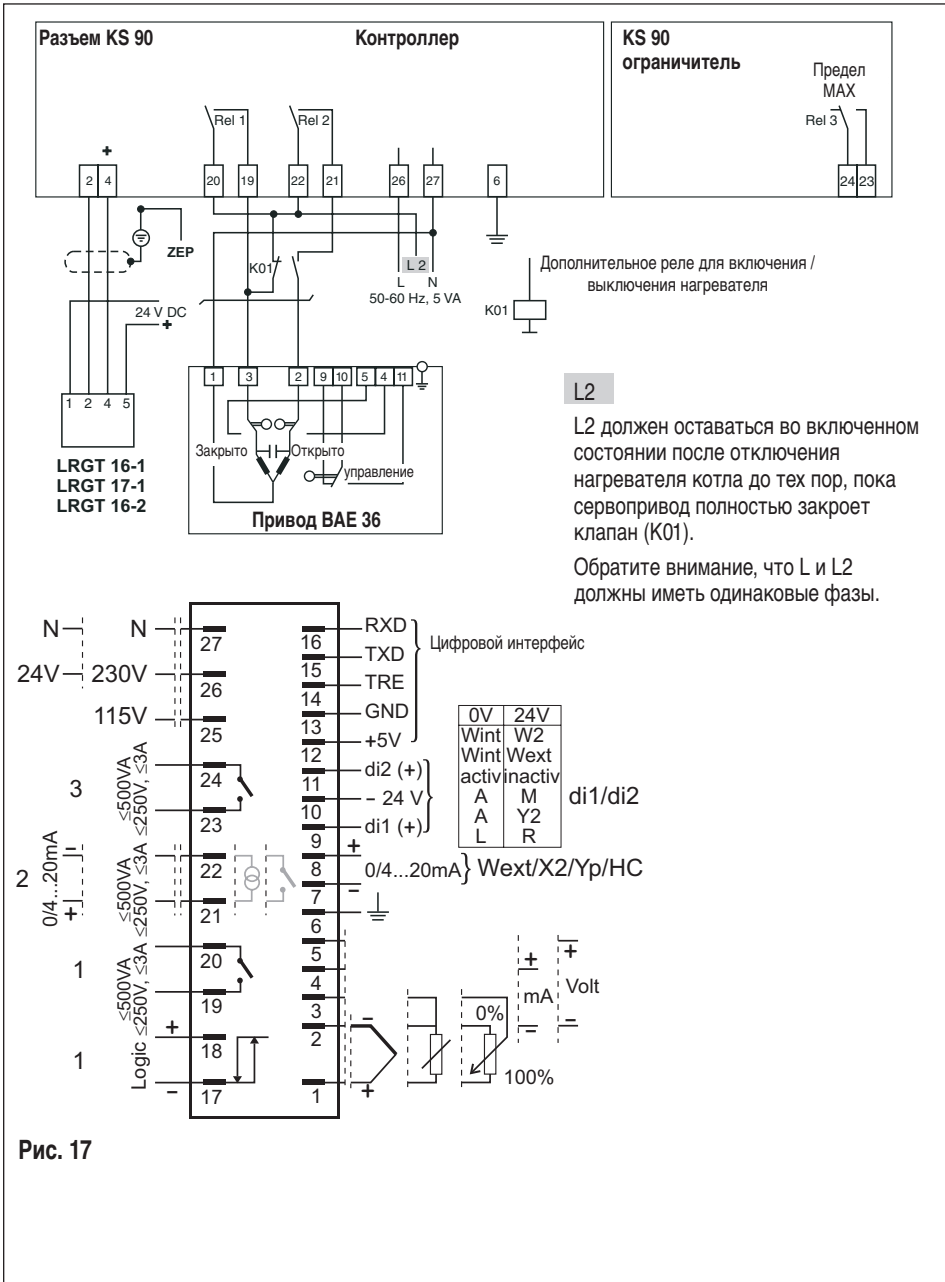 Разъем KS 90
Контроллер
KS 90
ограничитель
Предел
MAX
Rel 1
Rel 2
Rel 3
+
2 4
20 19 22 21 26 27 6
24 23
ZEP
K01
L 2
L N
50-60 Hz, 5 VA
24 V DC
+
Дополнительное реле для включения /
выключения нагревателя
K01
1 2 4 5
LRGT 16-1
LRGT 17-1
LRGT 16-2
1 3 2 9 10 5 4 11
Закрыто
Открыто
управление
Привод BAE 36
L2
L2 должен оставаться во включенном
состоянии после отключения
нагревателя котла до тех пор, пока
сервопривод полностью закроет
клапан (K01).
Обратите внимание, что L и L2
должны иметь одинаковые фазы.
N N 27
24V 230V 26
115V 25
3
≤500VA
≤250V, ≤3A
24
23
2
0/4...20mA
–
+
≤500VA
≤250V, ≤3A
22
21
1
≤500VA
≤250V, ≤3A
20
19
1
Logic
+
–
18
17
16 RXD
15 TXD
14 TRE
13 GND
12 +5V
Цифровой интерфейс
11 di2 (+)
10 – 24 V
9 di1 (+)
0V 24V
Wint W2
Wint Wext
activ inactiv
A M
A Y2
L R
di1/di2
+
8
0/4...20mA
–
7
Wext/X2/Yp/HC
6
5
4
3
2
1
–
+
0%
100%
+
mA
–
+
Volt
–
Рис. 17